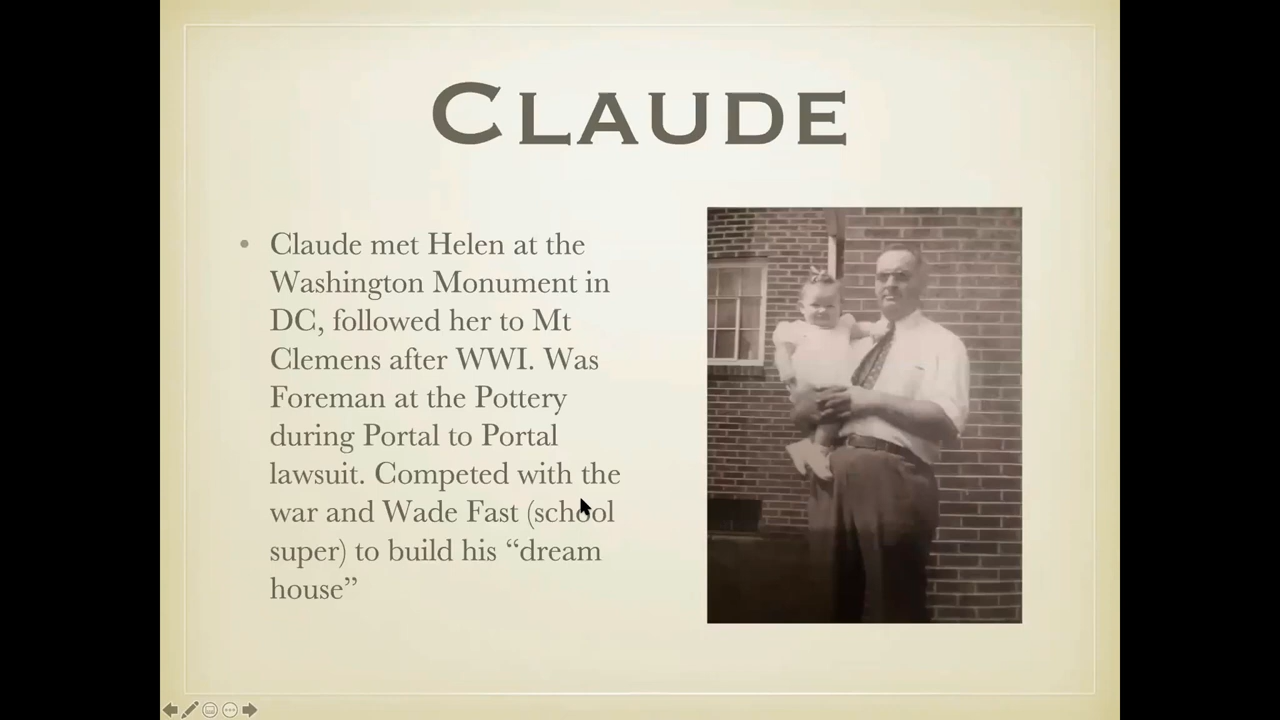 CLAUDE
• Claude met Helen at the
Washington Monument in
DC, followed her to Mt
Clemens after WWI. Was
Foreman at the Pottery
during Portal to Portal
lawsuit. Competed with the
war and Wade Fast (school
super) to build his “dream
house”